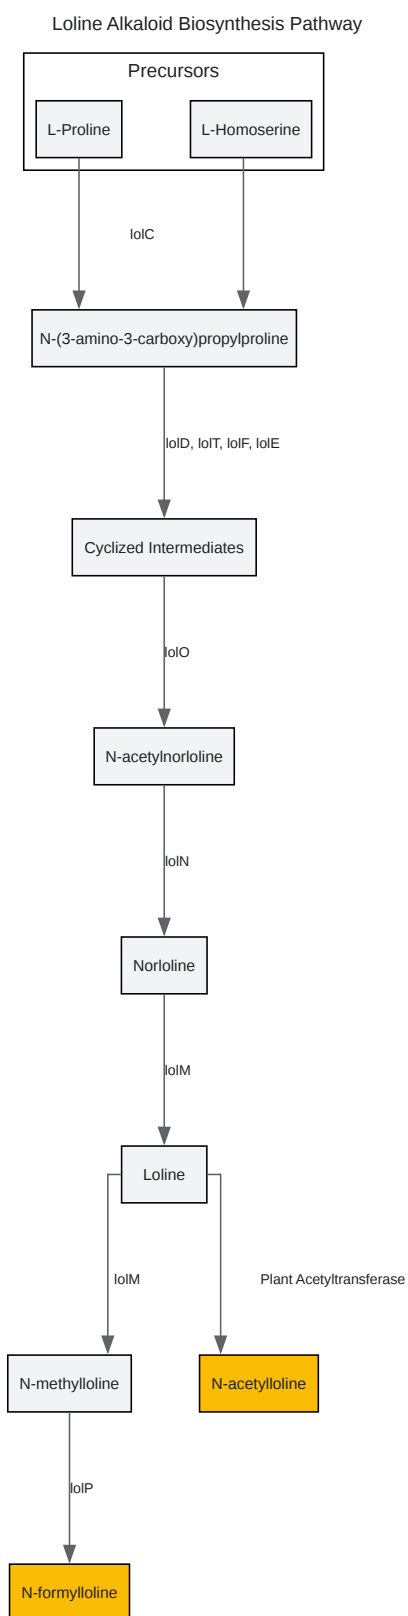 Loline Alkaloid Biosynthesis Pathway
Precursors
L-Proline
L-Homoserine
lolC
N-(3-amino-3-carboxy)propylproline
lolD, lolT, lolF, lolE
Cyclized Intermediates
lolO
N-acetylnorloline
lolN
Norloline
lolM
Loline
lolM
Plant Acetyltransferase
N-methylloline
N-acetylloline
lolP
N-formylloline